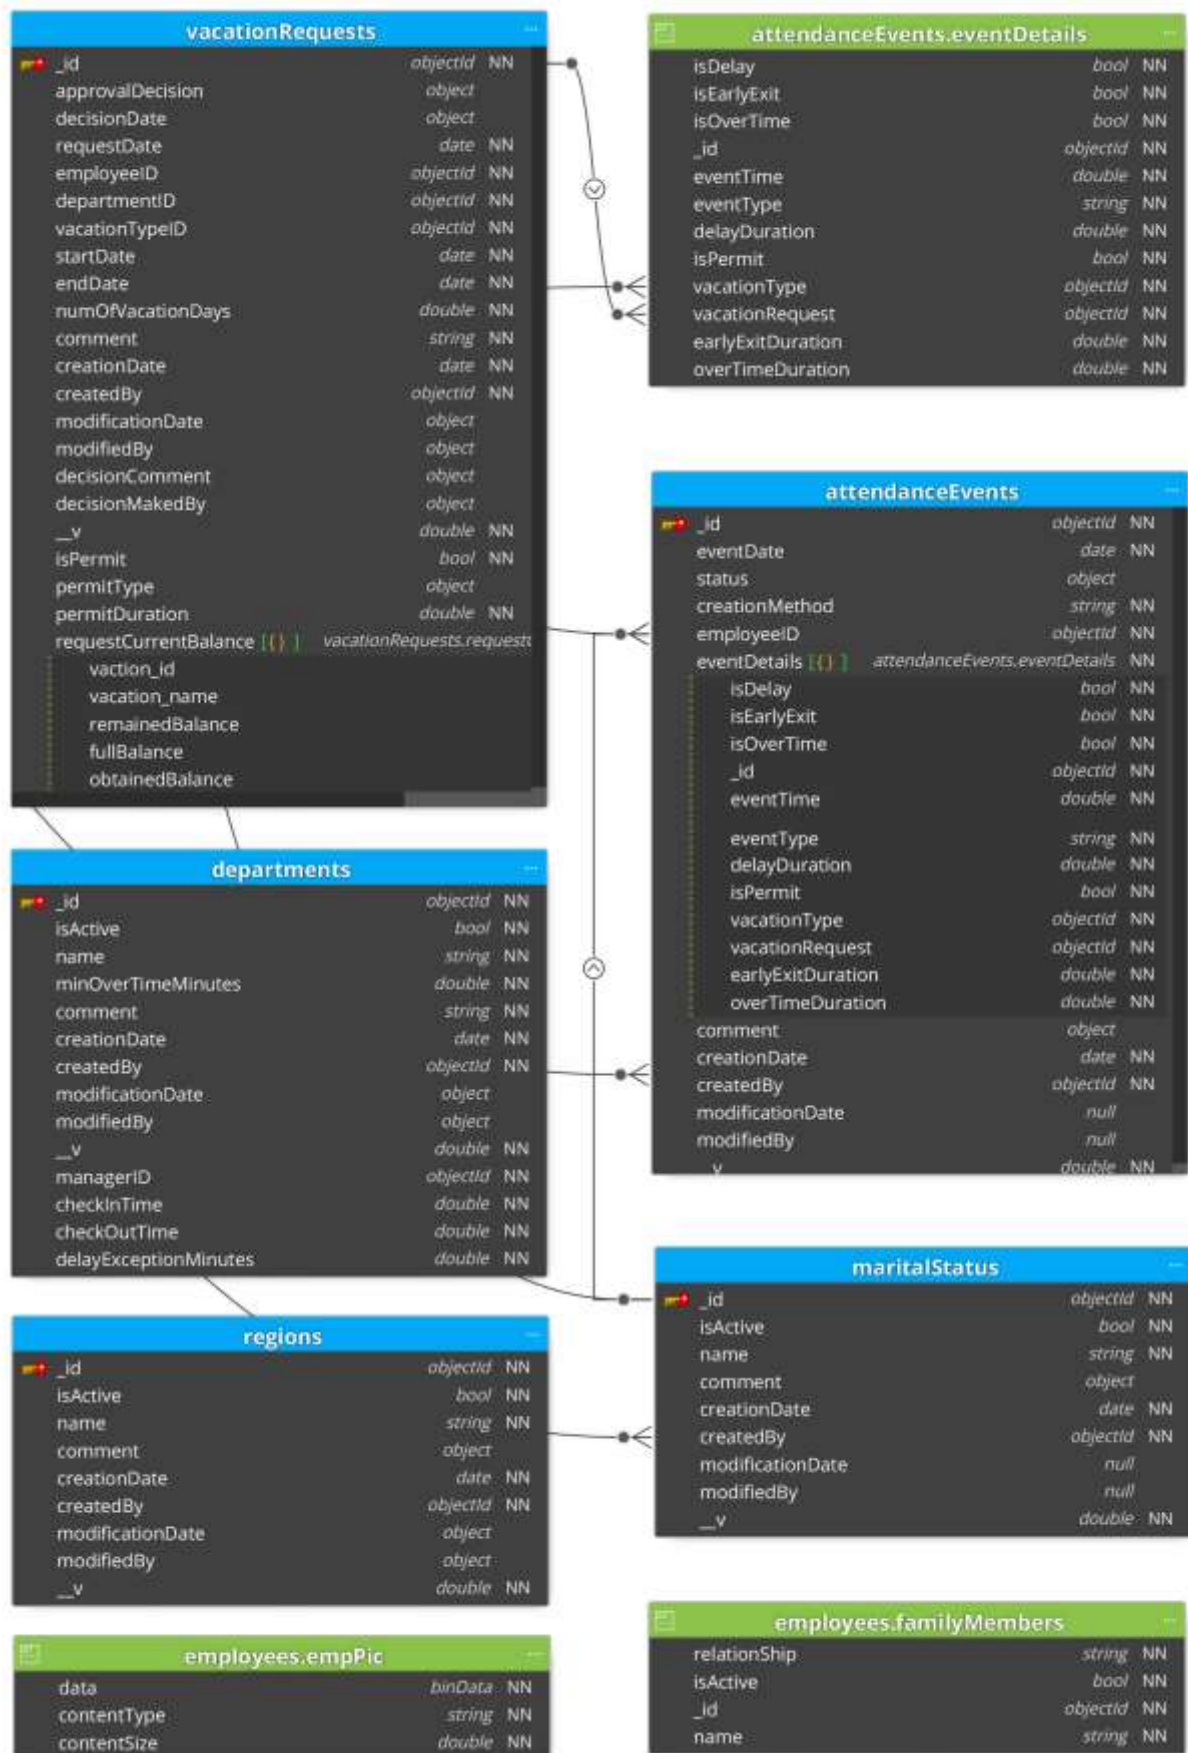 vacationRequests
_id objectId NN
approvalDecision object
decisionDate object
requestDate date NN
employeeID objectId NN
departmentID objectId NN
vacationTypeID objectId NN
startDate date NN
endDate date NN
numOfVacationDays double NN
comment string NN
creationDate date NN
createdBy objectId NN
modificationDate object
modifiedBy object
decisionComment object
decisionMakedBy object
__v double NN
isPermit bool NN
permitType object
permitDuration double NN
requestCurrentBalance [{} ] vacationRequests.request
vaction_id
vacation_name
remainedBalance
fullBalance
obtainedBalance
departments
_id objectId NN
isActive bool NN
name string NN
minOverTimeMinutes double NN
comment string NN
creationDate date NN
createdBy objectId NN
modificationDate object
modifiedBy object
__v double NN
managerID objectId NN
checkInTime double NN
checkOutTime double NN
delayExceptionMinutes double NN
regions
_id objectId NN
isActive bool NN
name string NN
comment object
creationDate date NN
createdBy objectId NN
modificationDate object
modifiedBy object
__v double NN
employees.empPic
data binData NN
contentType string NN
contentSize double NN
attendanceEvents.eventDetails
isDelay bool NN
isEarlyExit bool NN
isOverTime bool NN
_id objectId NN
eventTime double NN
eventType string NN
delayDuration double NN
isPermit bool NN
vacationType objectId NN
vacationRequest objectId NN
earlyExitDuration double NN
overTimeDuration double NN
attendanceEvents
_id objectId NN
eventDate date NN
status object
creationMethod string NN
employeeID objectId NN
eventDetails [{} ] attendanceEvents.eventDetails NN
isDelay bool NN
isEarlyExit bool NN
isOverTime bool NN
_id objectId NN
eventTime double NN
eventType string NN
delayDuration double NN
isPermit bool NN
vacationType objectId NN
vacationRequest objectId NN
earlyExitDuration double NN
overTimeDuration double NN
comment object
creationDate date NN
createdBy objectId NN
modificationDate null
modifiedBy null
__v double NN
maritalStatus
_id objectId NN
isActive bool NN
name string NN
comment object
creationDate date NN
createdBy objectId NN
modificationDate null
modifiedBy null
__v double NN
employees.familyMembers
relationShip string NN
isActive bool NN
_id objectId NN
name string NN